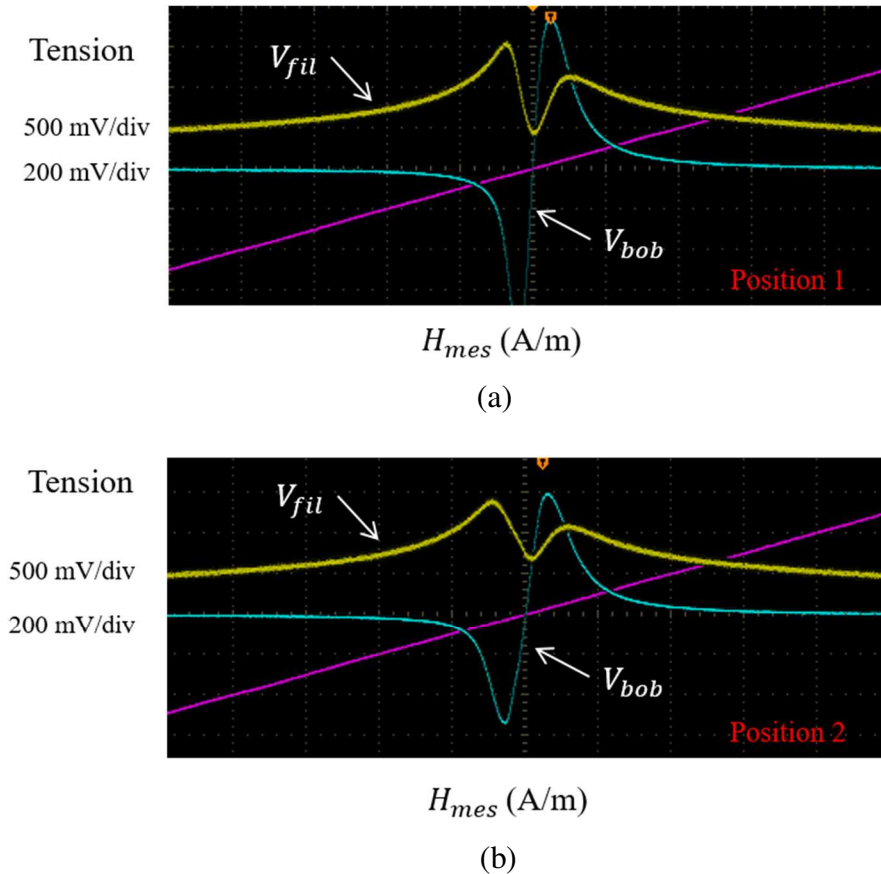 Tension
V_fil
500 mV/div
200 mV/div
V_bob
Position 1
H_mes (A/m)
(a)
Tension
V_fil
500 mV/div
200 mV/div
V_bob
Position 2
H_mes (A/m)
(b)